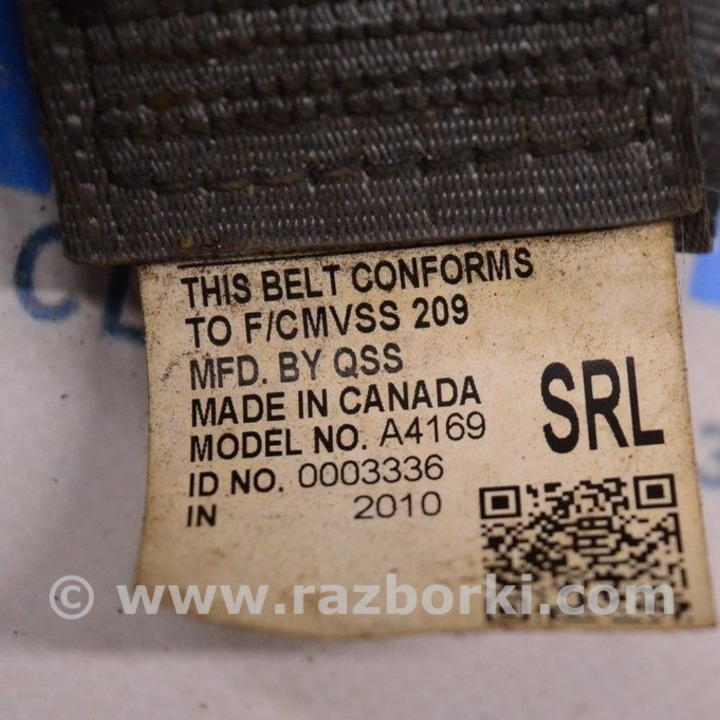 THIS BELT CONFORMS
TO F/CMVSS 209
MFD. BY QSS
MADE IN CANADA
MODEL NO. A4169
ID NO. 0003336
IN 2010
SRL
© www.razborki.com